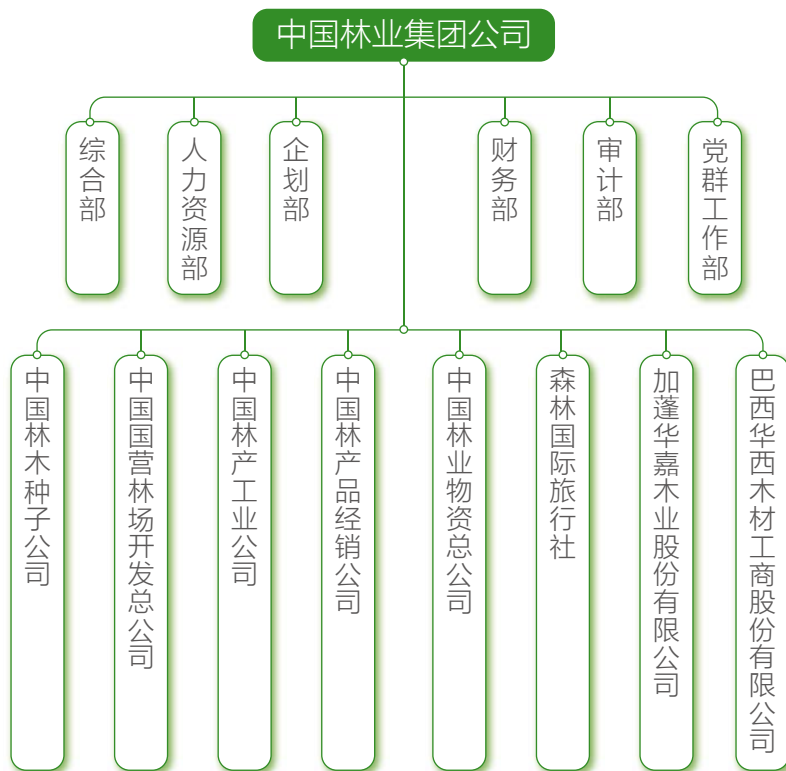 中国林业集团公司
综合部
人力资源部
企划部
财务部
审计部
党群工作部
中国林木种子公司
中国国营林场开发总公司
中国林产工业公司
中国林产品经销公司
中国林业物资总公司
森林国际旅行社
加蓬华嘉木业股份有限公司
巴西华西木材工商股份有限公司